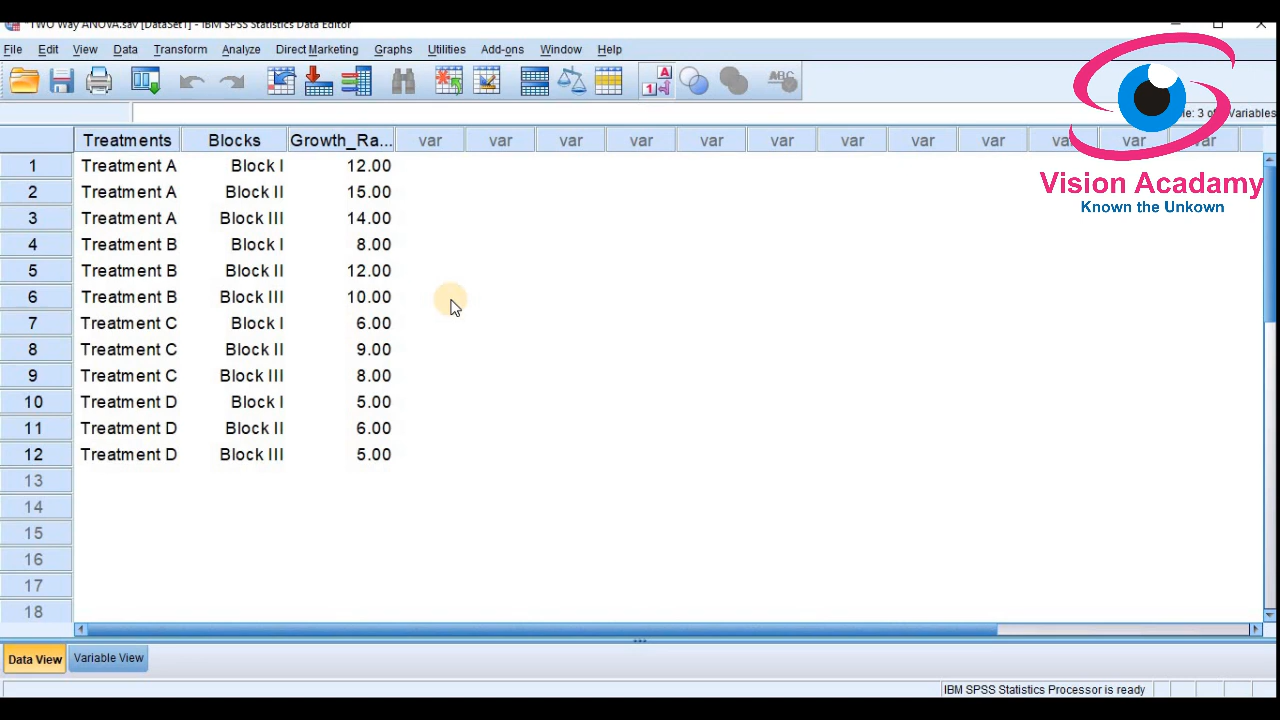 TWO Way ANOVA.sav [DataSet1] - IBM SPSS Statistics Data Editor
File Edit View Data Transform Analyze Direct Marketing Graphs Utilities Add-ons Window Help
A
1
ABC
3 of Variables
Treatments Blocks Growth_Ra... var var var var var var var var var var var var
1 Treatment A Block I 12.00
2 Treatment A Block II 15.00
3 Treatment A Block III 14.00
4 Treatment B Block I 8.00
5 Treatment B Block II 12.00
6 Treatment B Block III 10.00
7 Treatment C Block I 6.00
8 Treatment C Block II 9.00
9 Treatment C Block III 8.00
10 Treatment D Block I 5.00
11 Treatment D Block II 6.00
12 Treatment D Block III 5.00
13
14
15
16
17
18
Vision Acadamy
Known the Unkown
Data View Variable View
IBM SPSS Statistics Processor is ready